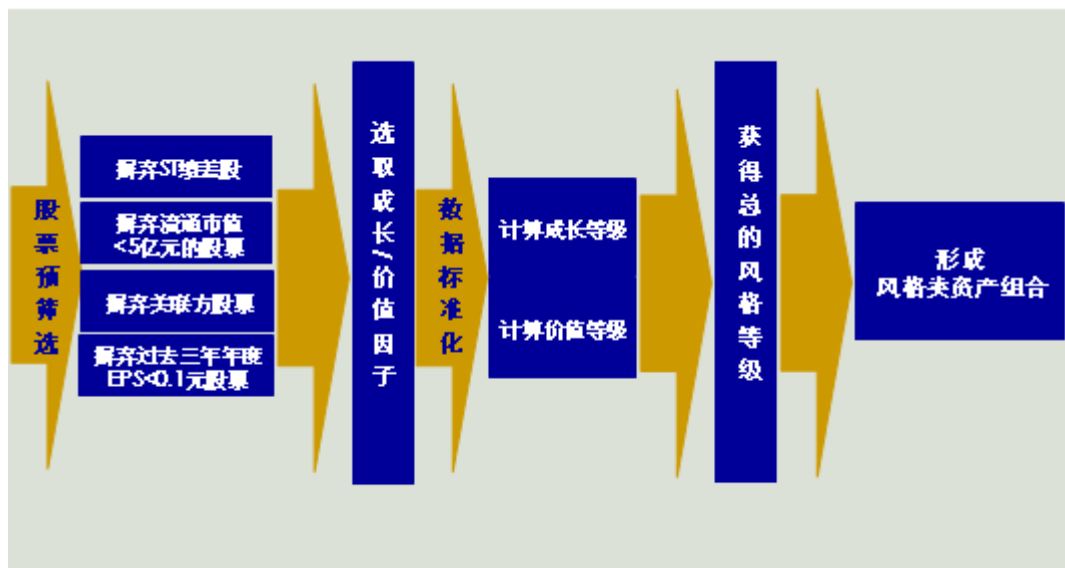 股票预筛选
摒弃ST绩差股
摒弃流通市值
<5亿元的股票
摒弃关联方股票
摒弃过去三年年度
EPS<0.1元股票
选取成长/价值因子
数据标准化
计算成长等级
计算价值等级
获得总的风格等级
形成
风格类资产组合